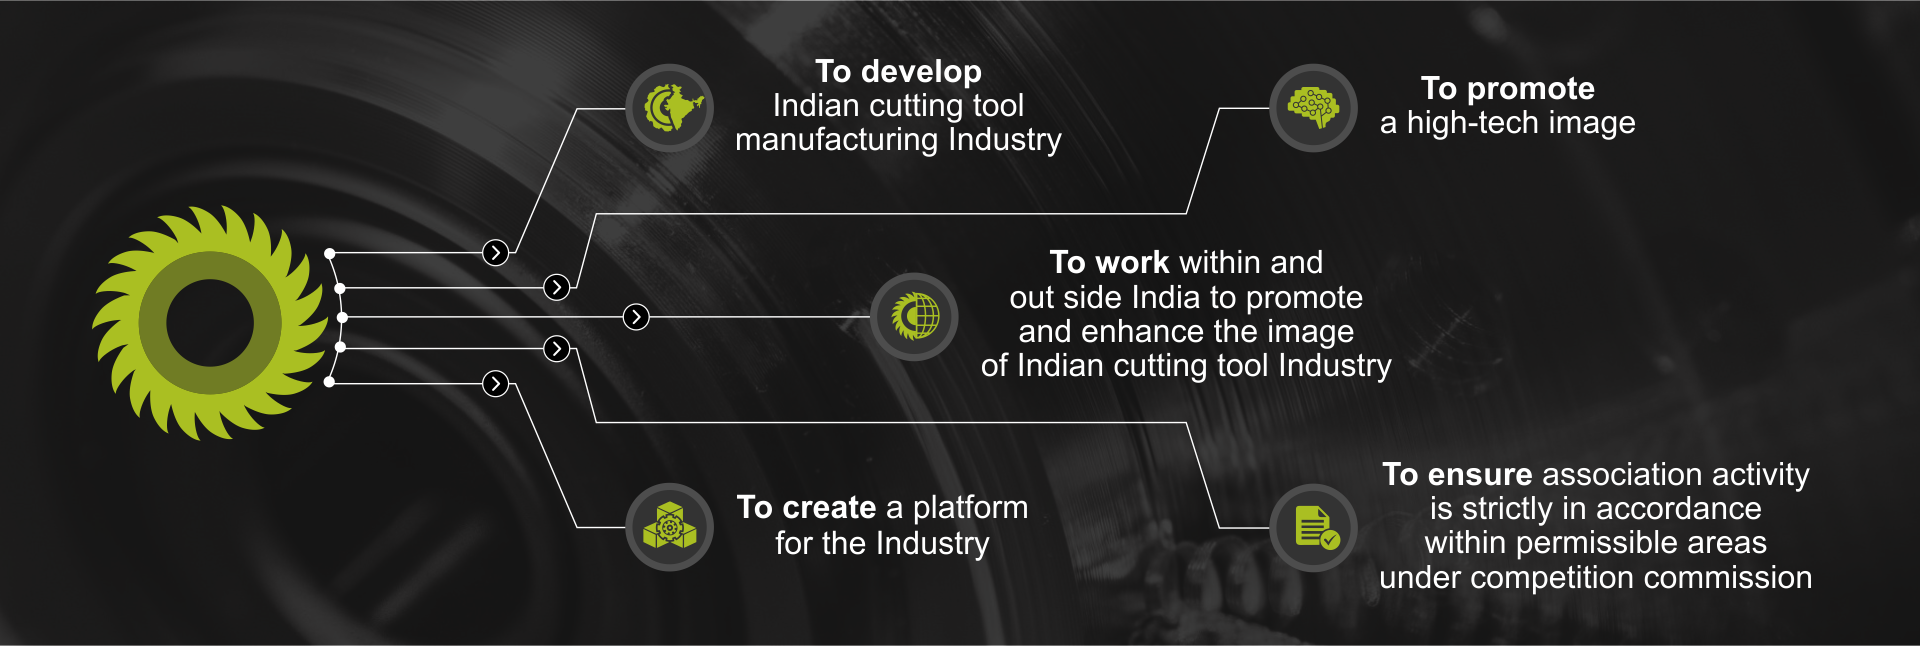 To develop
Indian cutting tool
manufacturing Industry
To promote
a high-tech image
To work within and
out side India to promote
and enhance the image
of Indian cutting tool Industry
To create a platform
for the Industry
To ensure association activity
is strictly in accordance
within permissible areas
under competition commission